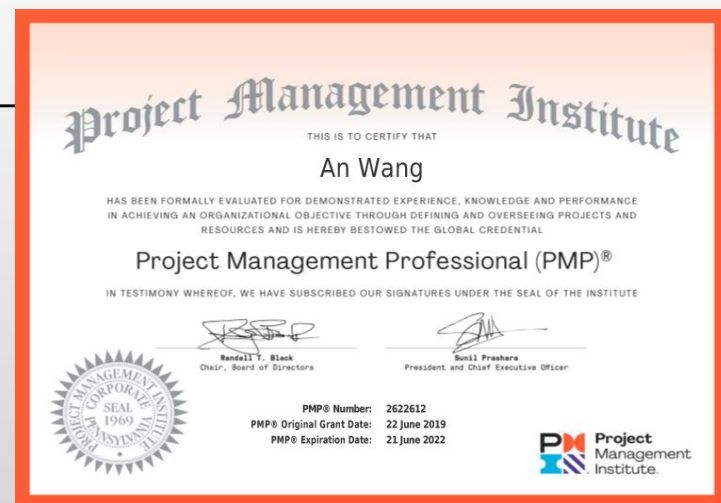 Project Management Institute
THIS IS TO CERTIFY THAT
An Wang
HAS BEEN FORMALLY EVALUATED FOR DEMONSTRATED EXPERIENCE, KNOWLEDGE AND PERFORMANCE
IN ACHIEVING AN ORGANIZATIONAL OBJECTIVE THROUGH DEFINING AND OVERSEEING PROJECTS AND
RESOURCES AND IS HEREBY BESTOWED THE GLOBAL CREDENTIAL
Project Management Professional (PMP)®
IN TESTIMONY WHEREOF, WE HAVE SUBSCRIBED OUR SIGNATURES UNDER THE SEAL OF THE INSTITUTE
Randall T. Black
Chair, Board of Directors
Sunil Prashara
President and Chief Executive Officer
PROJECT MANAGEMENT INSTITUTE
CORPORATE
SEAL
1969
PENNSYLVANIA
PMP® Number: 2622612
PMP® Original Grant Date: 22 June 2019
PMP® Expiration Date: 21 June 2022
Project
Management
Institute.